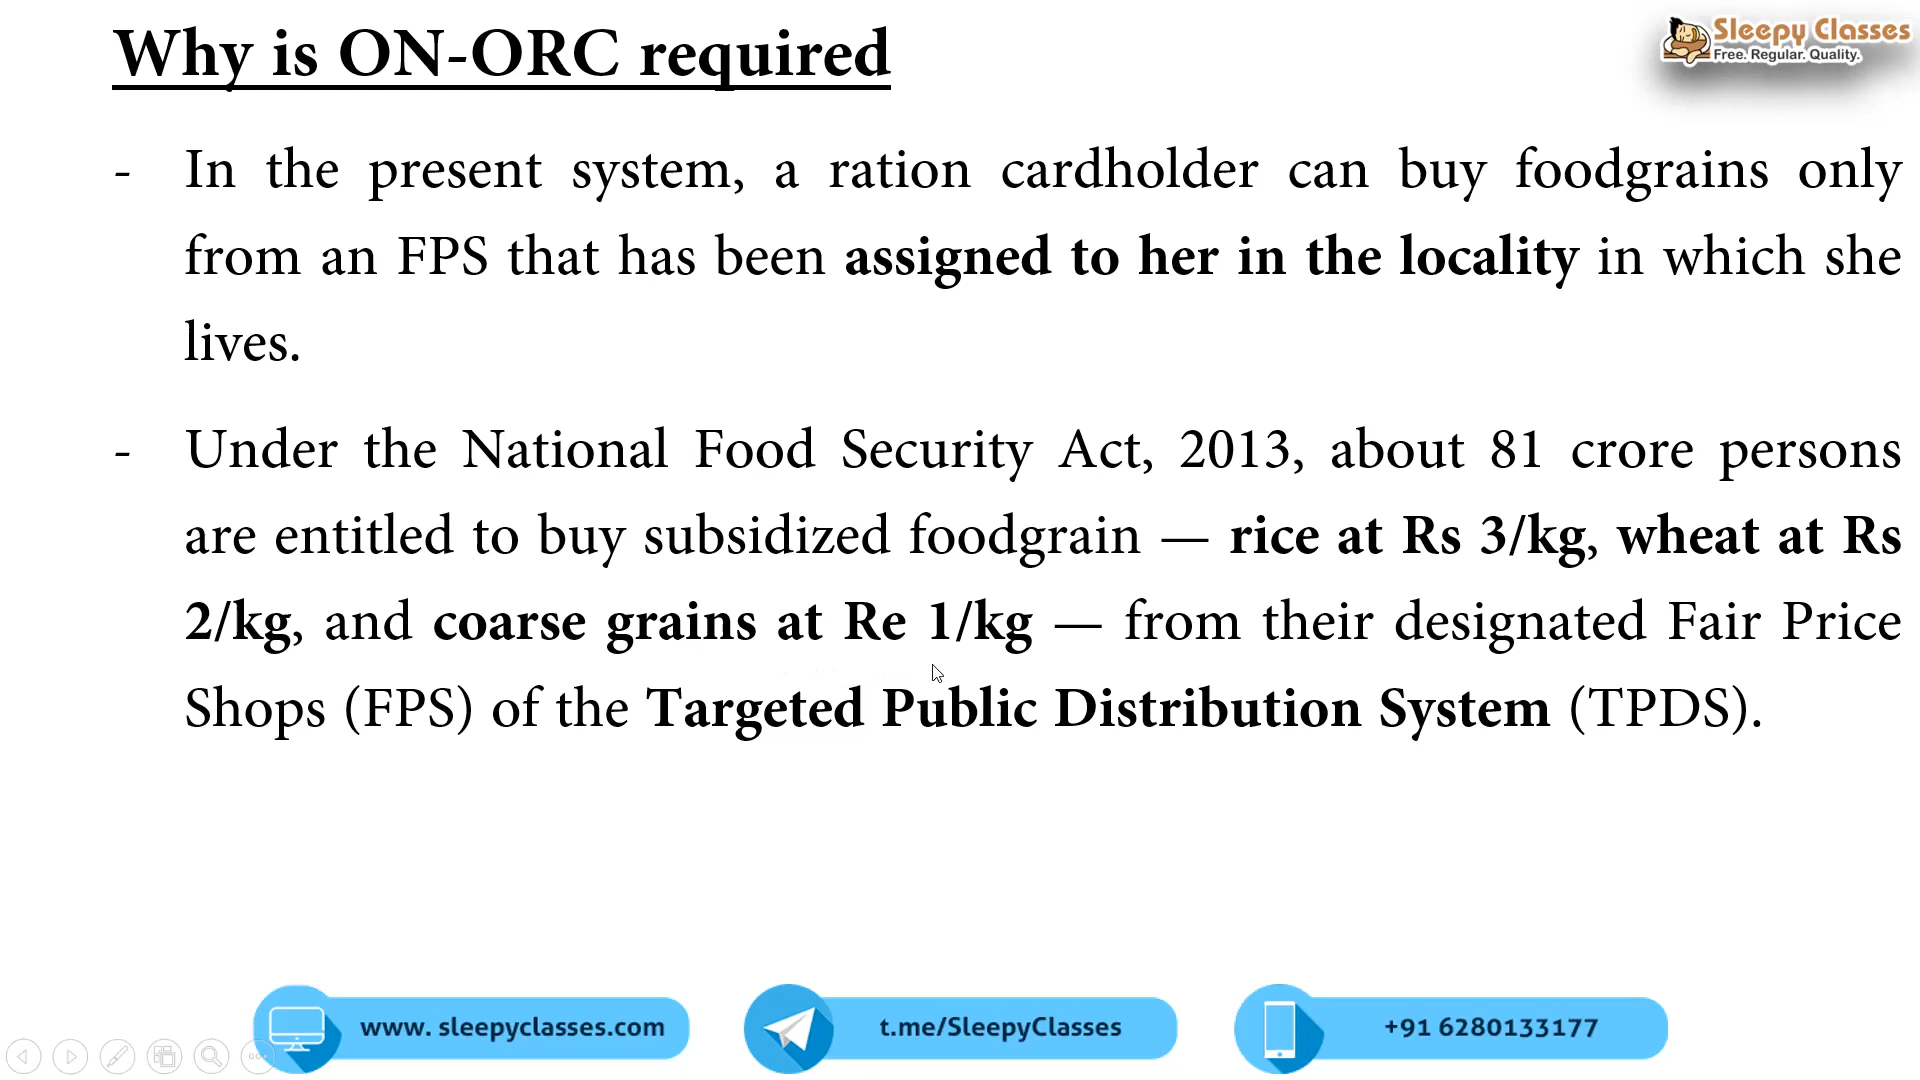 Why is ON-ORC required
Sleepy Classes
Free. Regular. Quality.
- In the present system, a ration cardholder can buy foodgrains only
from an FPS that has been assigned to her in the locality in which she
lives.
- Under the National Food Security Act, 2013, about 81 crore persons
are entitled to buy subsidized foodgrain — rice at Rs 3/kg, wheat at Rs
2/kg, and coarse grains at Re 1/kg — from their designated Fair Price
Shops (FPS) of the Targeted Public Distribution System (TPDS).
www. sleepyclasses.com
t.me/SleepyClasses
+91 6280133177